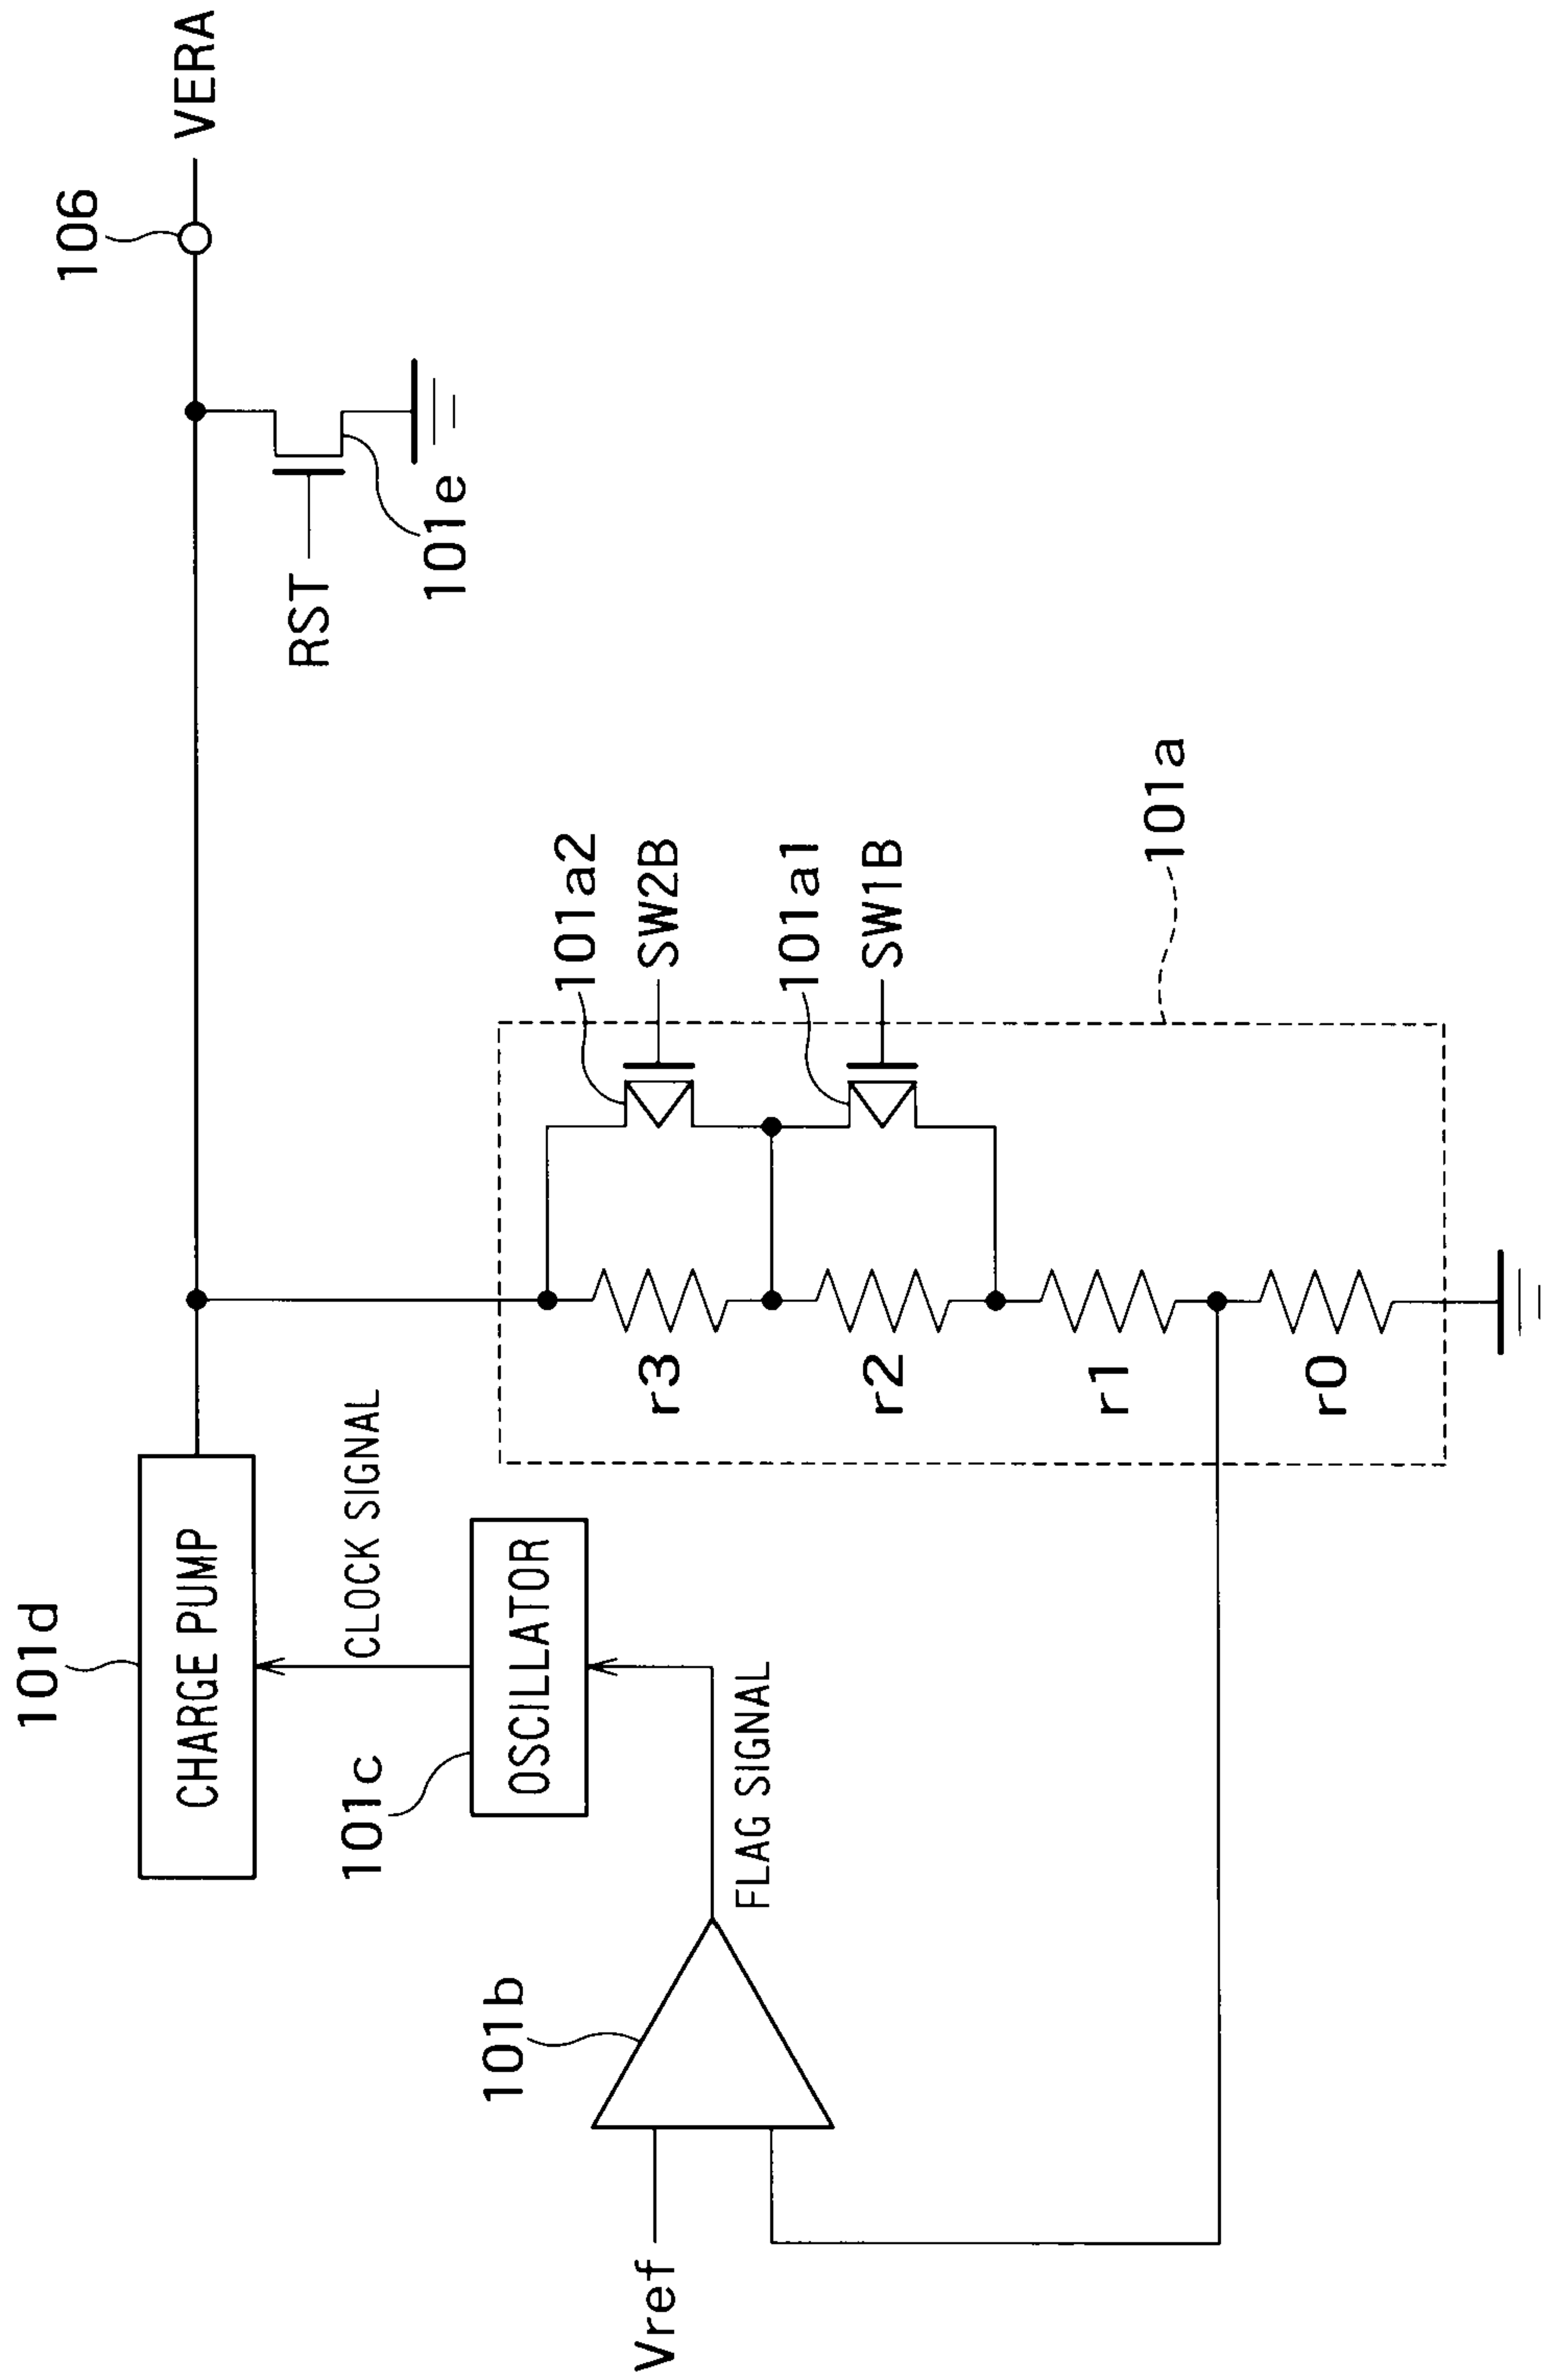 101d
CHARGE PUMP
106
VERA
CLOCK SIGNAL
RST
101e
101c
OSCILLATOR
101b
FLAG SIGNAL
Vref
r3
101a2
SW2B
r2
101a1
SW1B
r1
r0
101a